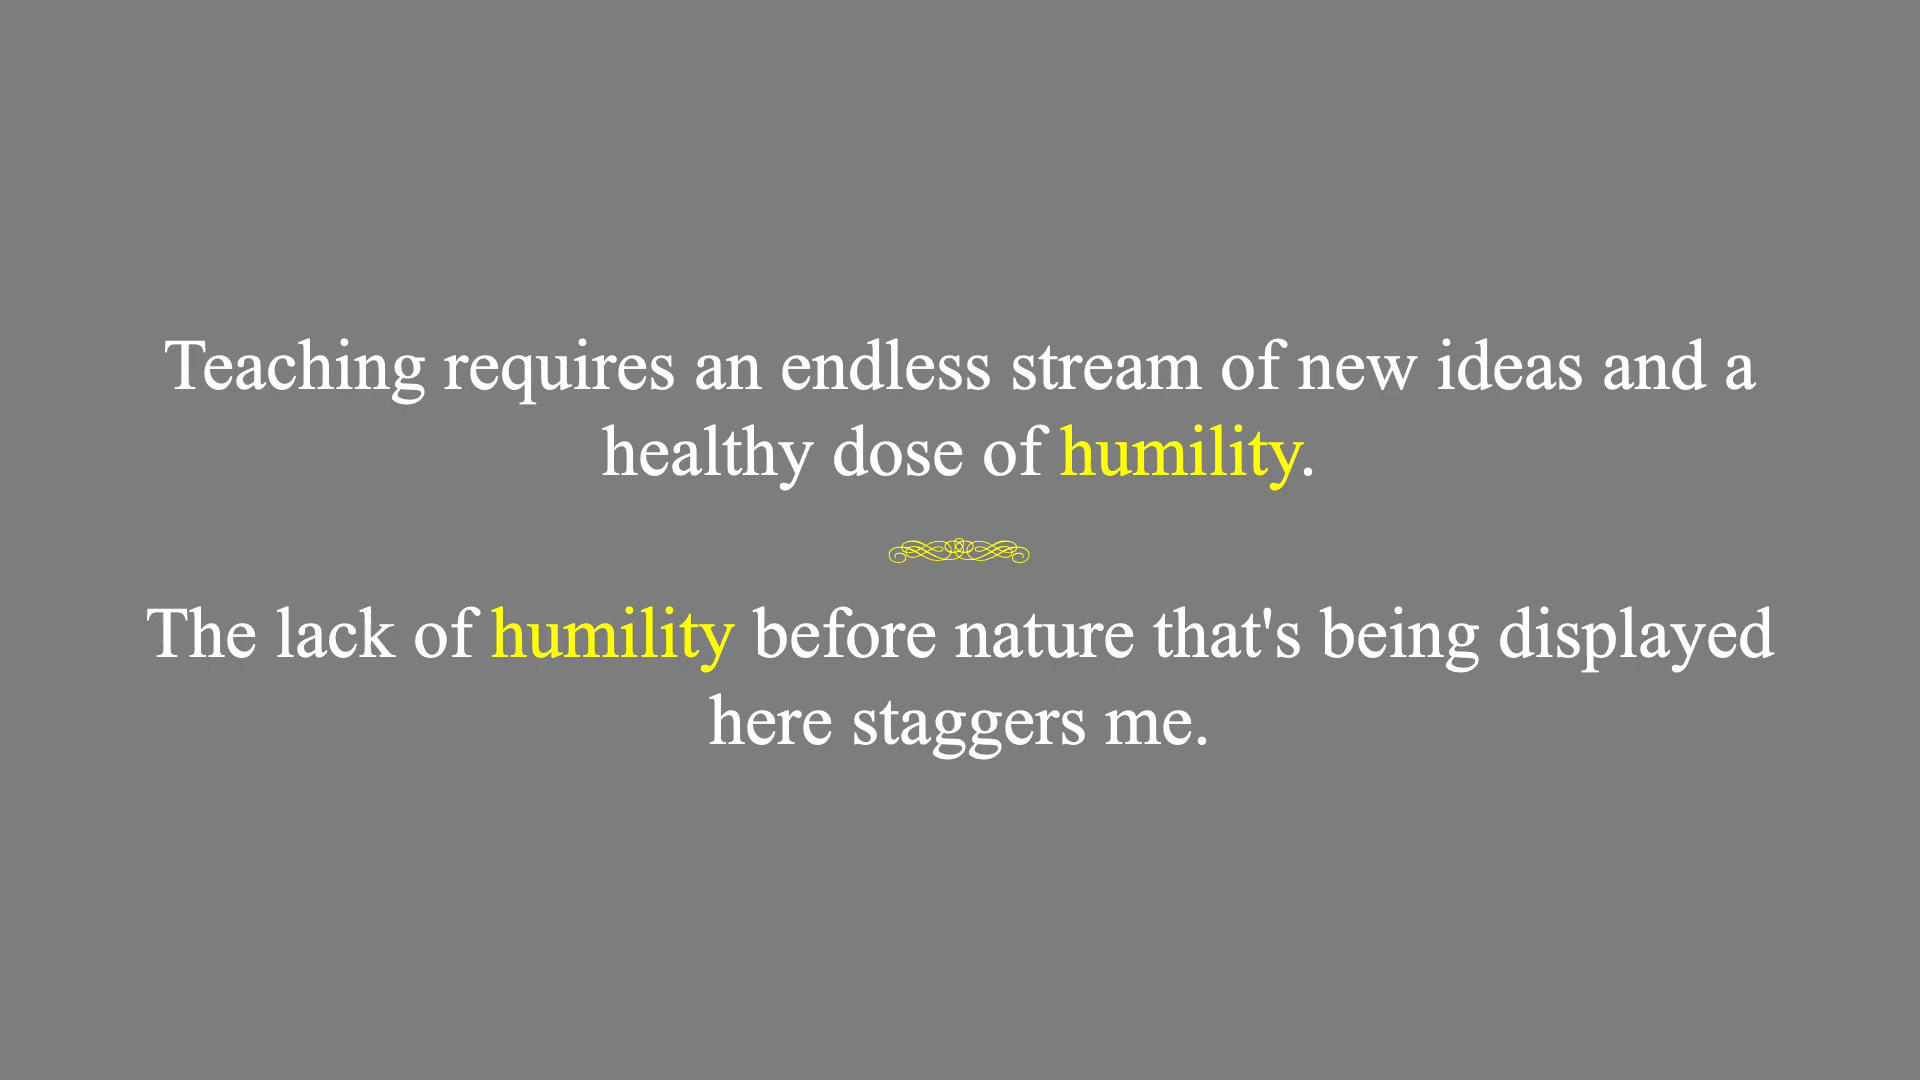 Teaching requires an endless stream of new ideas and a
healthy dose of humility.
The lack of humility before nature that's being displayed
here staggers me.